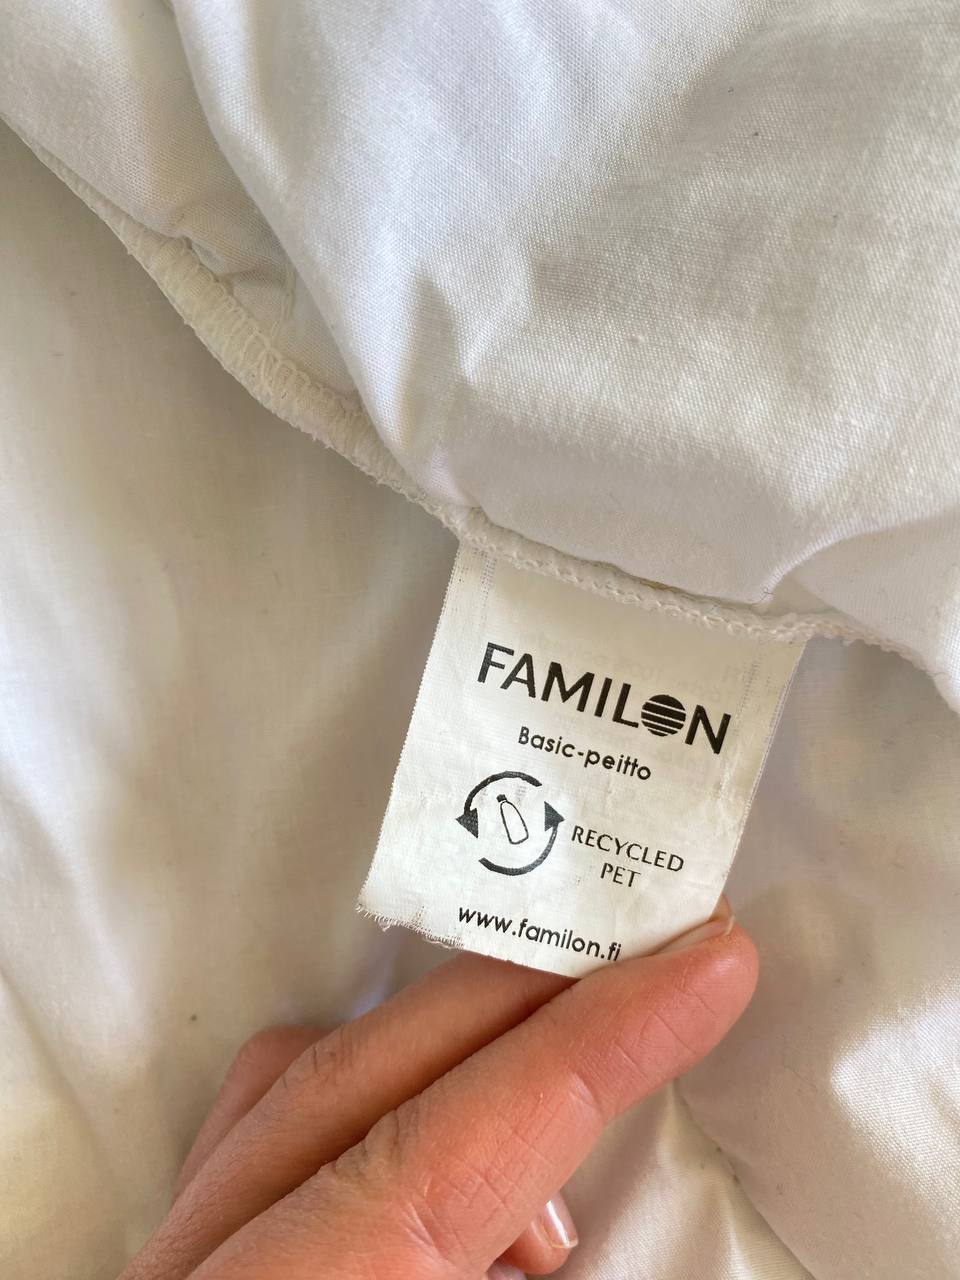 FAMILON
Basic-peitto
RECYCLED
PET
www.familon.fi